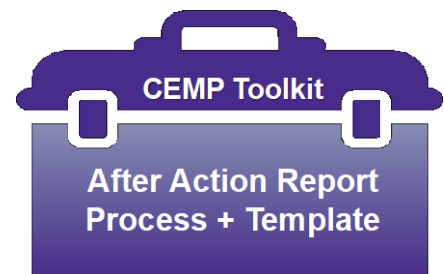 CEMP Toolkit
After Action Report
Process + Template